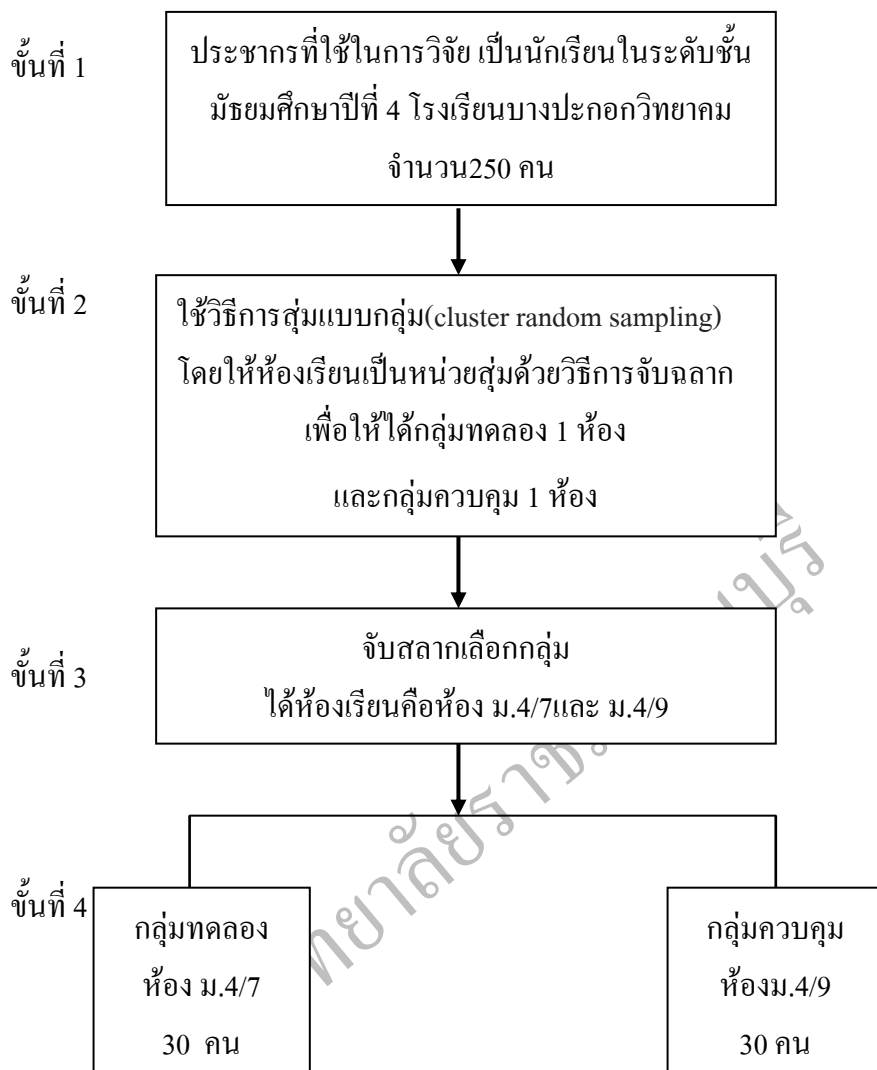 ขั้นที่ 1
ประชากรที่ใช้ในการวิจัย เป็นนักเรียนในระดับชั้น
มัธยมศึกษาปีที่ 4 โรงเรียนบางปะกอกวิทยาคม
จำนวน250 คน
ขั้นที่ 2
ใช้วิธีการสุ่มแบบกลุ่ม(cluster random sampling)
โดยให้ห้องเรียนเป็นหน่วยสุ่มด้วยวิธีการจับฉลาก
เพื่อให้ได้กลุ่มทดลอง 1 ห้อง
และกลุ่มควบคุม 1 ห้อง
ขั้นที่ 3
จับสลากเลือกกลุ่ม
ได้ห้องเรียนคือห้อง ม.4/7และ ม.4/9
ขั้นที่ 4
กลุ่มทดลอง
ห้อง ม.4/7
30 คน
กลุ่มควบคุม
ห้องม.4/9
30 คน